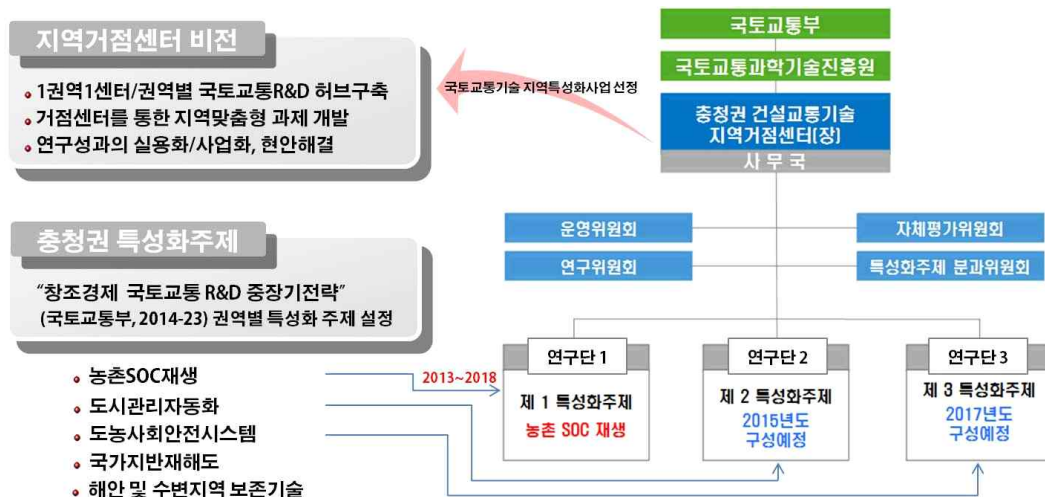 지역거점센터 비전
• 1권역1센터/권역별 국토교통R&D 허브구축
• 거점센터를 통한 지역맞춤형 과제 개발
• 연구성과의 실용화/사업화, 현안해결
국토교통기술 지역특성화사업 선정
국토교통부
국토교통과학기술진흥원
충청권 건설교통기술
지역거점센터(장)
사 무 국
운영위원회
자체평가위원회
연구위원회
특성화주제 분과위원회
충청권 특성화주제
“창조경제 국토교통 R&D 중장기전략”
(국토교통부, 2014-23) 권역별 특성화 주제 설정
• 농촌SOC재생
• 도시관리자동화
• 도농사회안전시스템
• 국가지반재해도
• 해안 및 수변지역 보존기술
2013~2018
연구단 1
제 1 특성화주제
농촌 SOC 재생
연구단 2
제 2 특성화주제
2015년도
구성예정
연구단 3
제 3 특성화주제
2017년도
구성예정